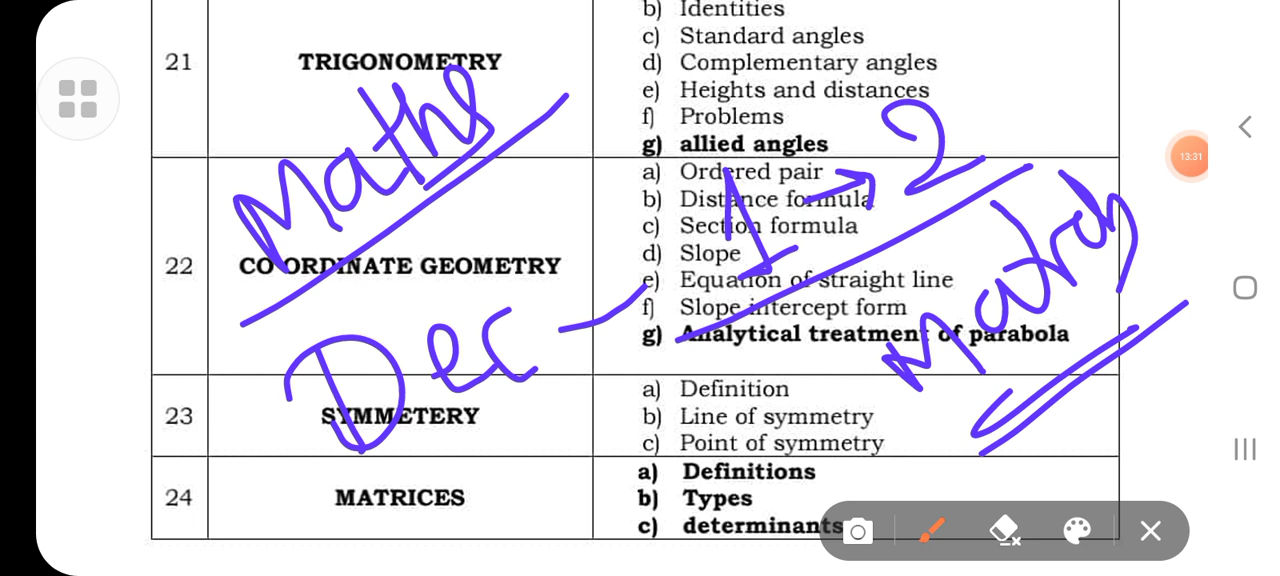 b) Identities
c) Standard angles
21 TRIGONOMETRY d) Complementary angles
e) Heights and distances
f) Problems
g) allied angles
a) Ordered pair
b) Distance formula
c) Section formula
d) Slope
22 CO ORDINATE GEOMETRY e) Equation of straight line
f) Slope intercept form
g) Analytical treatment of parabola
a) Definition
23 SYMMETERY b) Line of symmetry
c) Point of symmetry
a) Definitions
24 MATRICES b) Types
c) determinants
Maths
Dec - 1 → 2
13:31